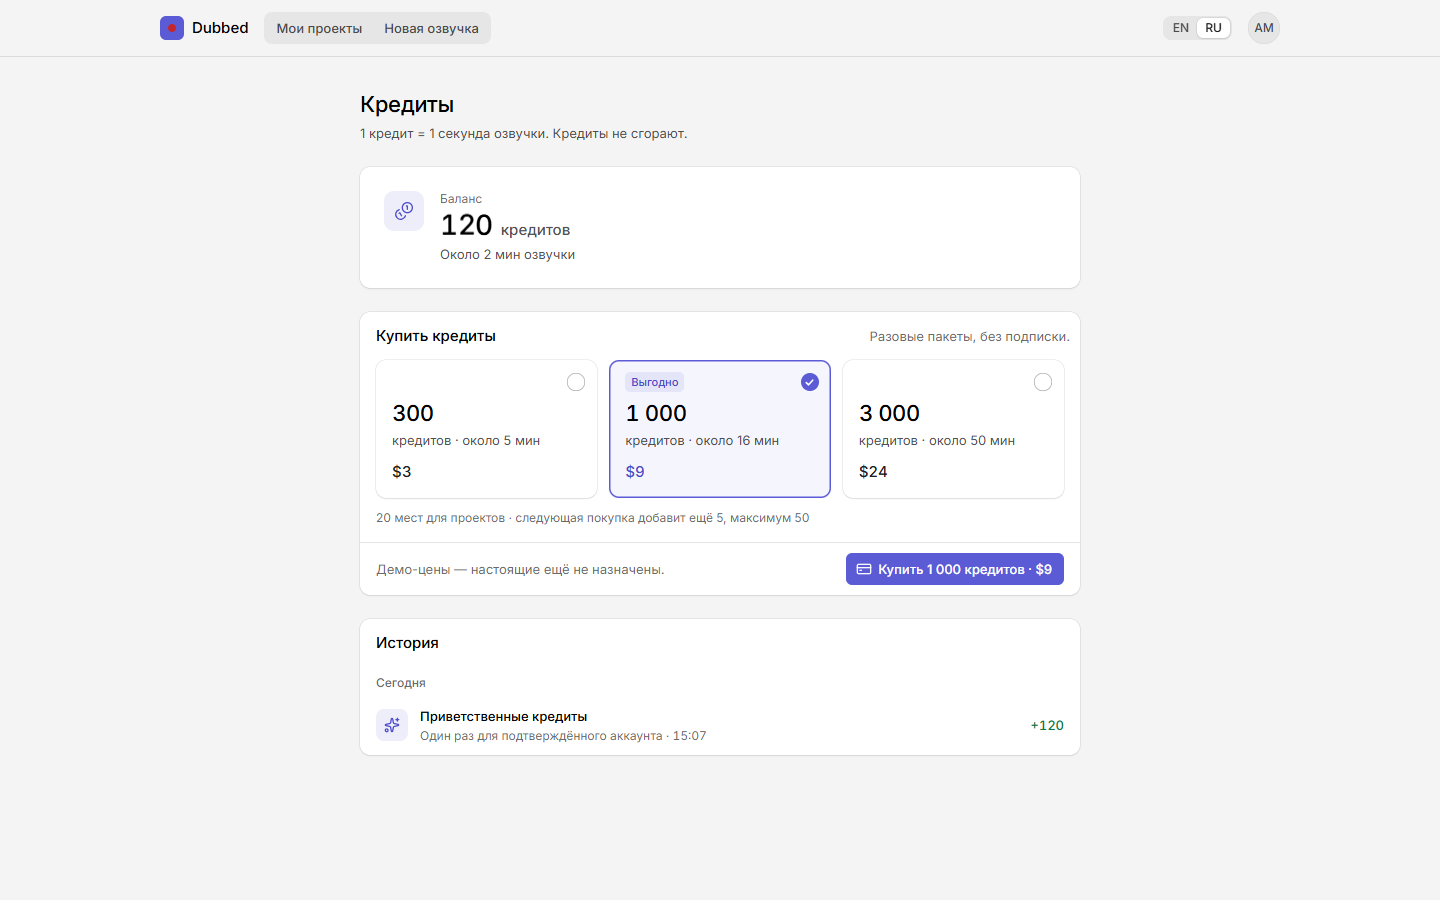 Dubbed
Мои проекты
Новая озвучка
EN
RU
AM
Кредиты
1 кредит = 1 секунда озвучки. Кредиты не сгорают.
Баланс
120 кредитов
Около 2 мин озвучки
Купить кредиты
Разовые пакеты, без подписки.
300
кредитов · около 5 мин
$3
Выгодно
1 000
кредитов · около 16 мин
$9
3 000
кредитов · около 50 мин
$24
20 мест для проектов · следующая покупка добавит ещё 5, максимум 50
Демо-цены — настоящие ещё не назначены.
Купить 1 000 кредитов · $9
История
Сегодня
Приветственные кредиты
Один раз для подтверждённого аккаунта · 15:07
+120